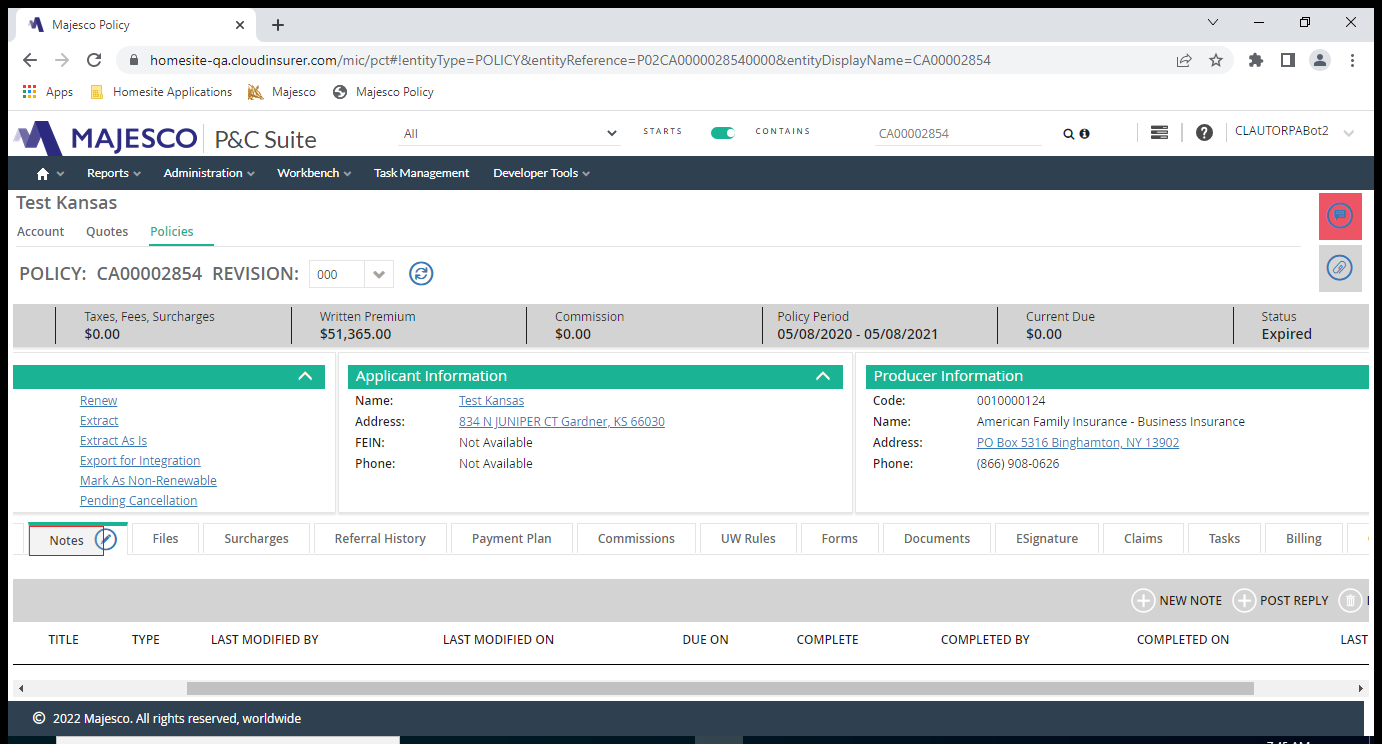 Majesco Policy
homesite-qa.cloudinsurer.com/mic/pct#!entityType=POLICY&entityReference=P02CA0000028540000&entityDisplayName=CA00002854
Apps Homesite Applications Majesco Majesco Policy
MAJESCO P&C Suite All STARTS CONTAINS CA00002854 CLAUTORPABot2
Reports Administration Workbench Task Management Developer Tools
Test Kansas
Account Quotes Policies
POLICY: CA00002854 REVISION: 000
Taxes, Fees, Surcharges Written Premium Commission Policy Period Current Due Status
$0.00 $51,365.00 $0.00 05/08/2020 - 05/08/2021 $0.00 Expired
Applicant Information Producer Information
Renew Name: Test Kansas Code: 0010000124
Extract Address: 834 N JUNIPER CT Gardner, KS 66030 Name: American Family Insurance - Business Insurance
Extract As Is FEIN: Not Available Address: PO Box 5316 Binghamton, NY 13902
Export for Integration Phone: Not Available Phone: (866) 908-0626
Mark As Non-Renewable
Pending Cancellation
Notes Files Surcharges Referral History Payment Plan Commissions UW Rules Forms Documents ESignature Claims Tasks Billing
NEW NOTE POST REPLY
TITLE TYPE LAST MODIFIED BY LAST MODIFIED ON DUE ON COMPLETE COMPLETED BY COMPLETED ON LAST
© 2022 Majesco. All rights reserved, worldwide